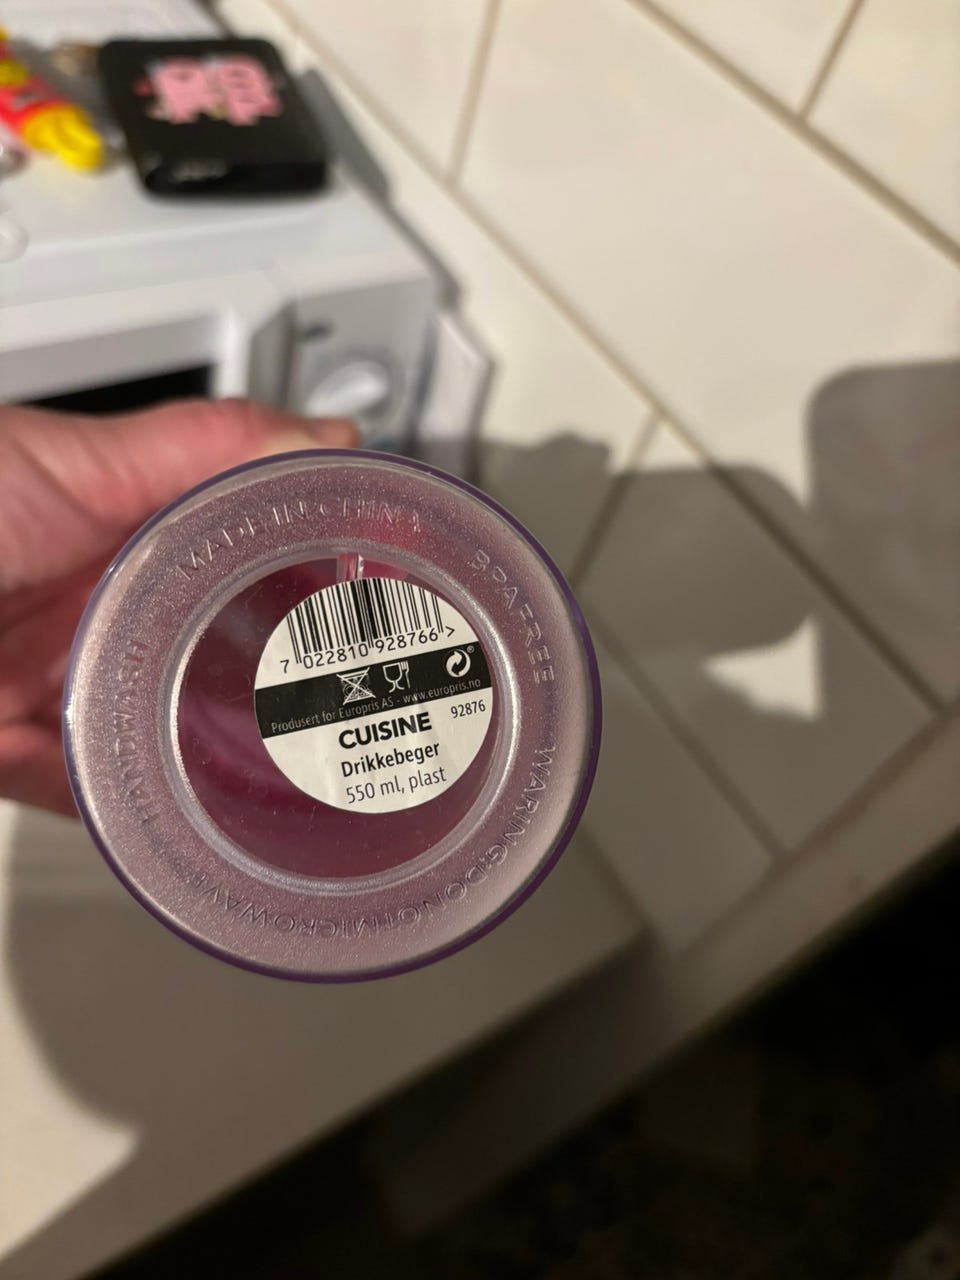 MADE IN CHINA
BPA FREE
WARING:DO NOT MICROWAVE
HANDWASH
7 022810 928766 >
Produsert for Europris AS - www.europris.no
CUISINE
92876
Drikkebeger
550 ml, plast